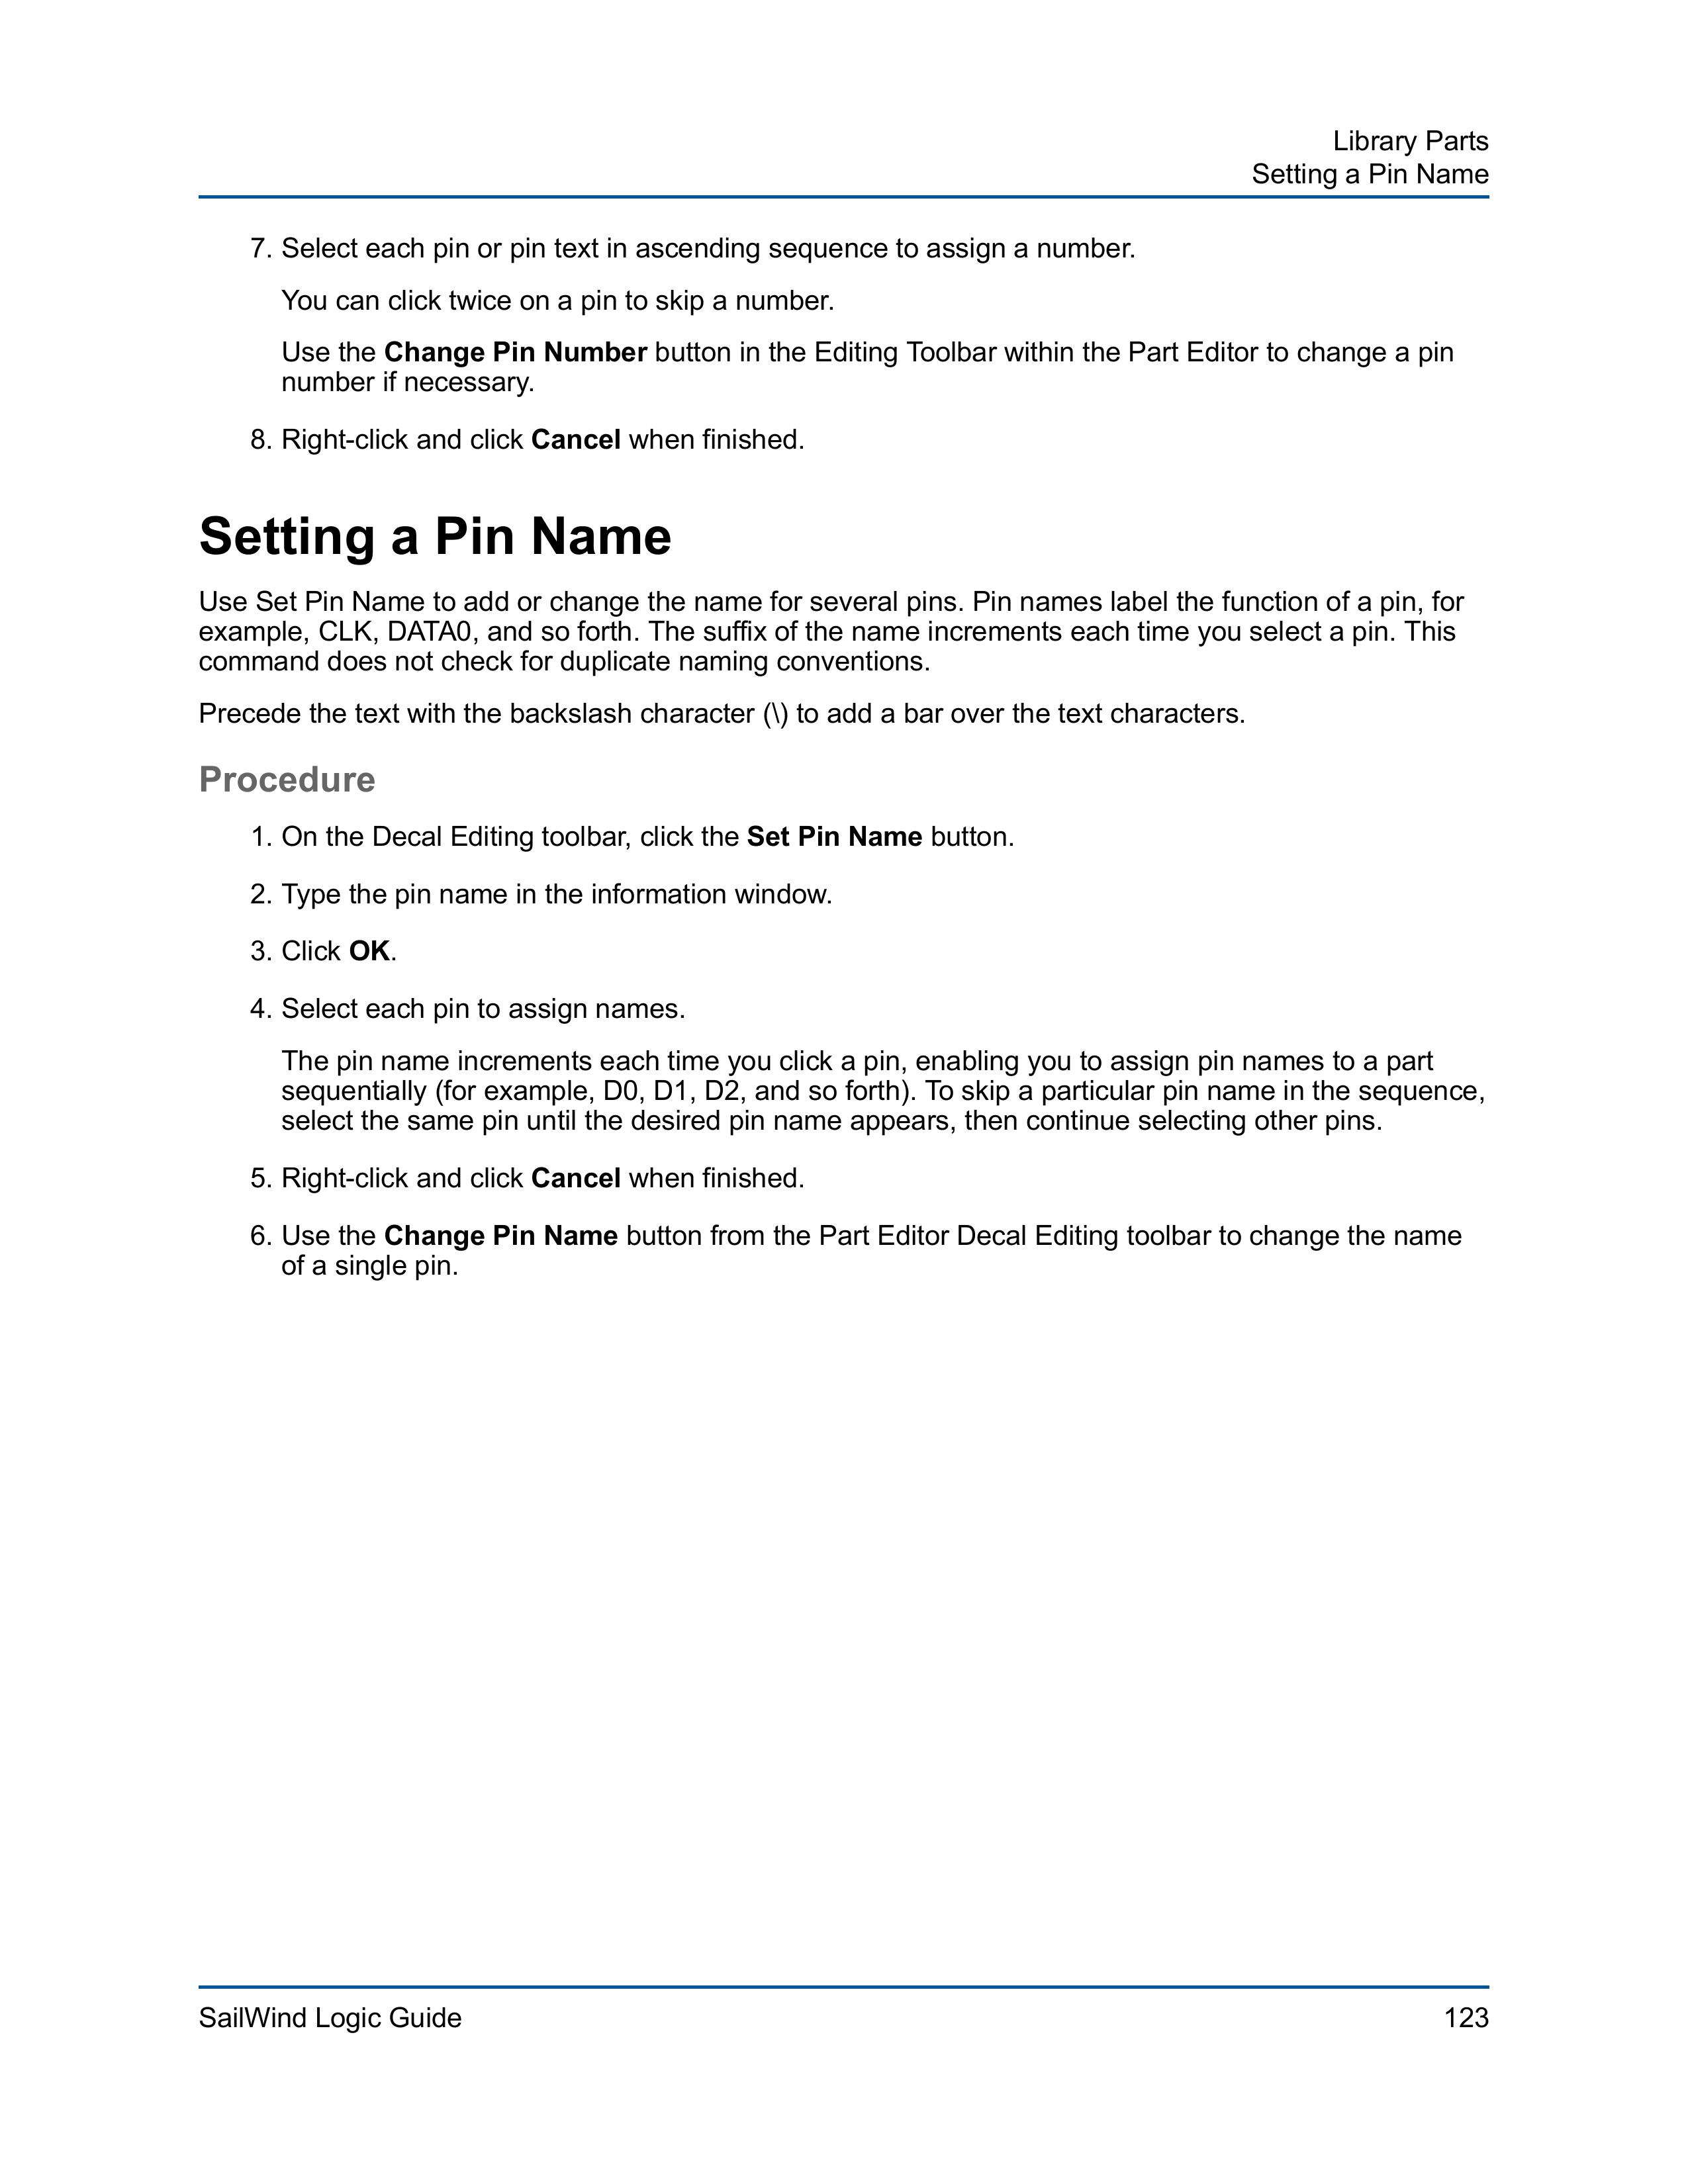 Library Parts
Setting a Pin Name
7. Select each pin or pin text in ascending sequence to assign a number.
You can click twice on a pin to skip a number.
Use the Change Pin Number button in the Editing Toolbar within the Part Editor to change a pin
number if necessary.
8. Right-click and click Cancel when finished.
Setting a Pin Name
Use Set Pin Name to add or change the name for several pins. Pin names label the function of a pin, for
example, CLK, DATA0, and so forth. The suffix of the name increments each time you select a pin. This
command does not check for duplicate naming conventions.
Precede the text with the backslash character (\) to add a bar over the text characters.
Procedure
1. On the Decal Editing toolbar, click the Set Pin Name button.
2. Type the pin name in the information window.
3. Click OK.
4. Select each pin to assign names.
The pin name increments each time you click a pin, enabling you to assign pin names to a part
sequentially (for example, D0, D1, D2, and so forth). To skip a particular pin name in the sequence,
select the same pin until the desired pin name appears, then continue selecting other pins.
5. Right-click and click Cancel when finished.
6. Use the Change Pin Name button from the Part Editor Decal Editing toolbar to change the name
of a single pin.
SailWind Logic Guide
123